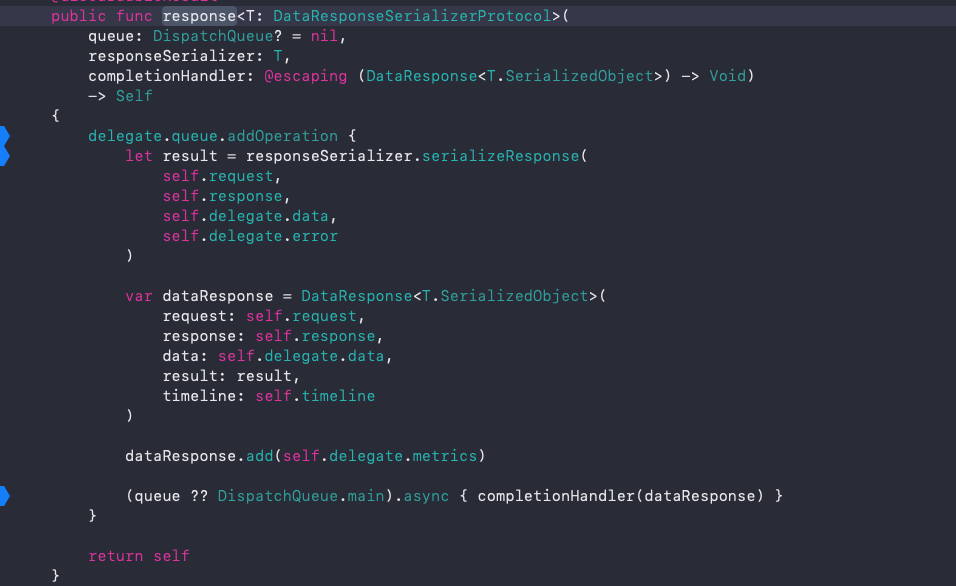 public func response<T: DataResponseSerializerProtocol>(
    queue: DispatchQueue? = nil,
    responseSerializer: T,
    completionHandler: @escaping (DataResponse<T.SerializedObject>) -> Void)
    -> Self
{
    delegate.queue.addOperation {
        let result = responseSerializer.serializeResponse(
            self.request,
            self.response,
            self.delegate.data,
            self.delegate.error
        )
        var dataResponse = DataResponse<T.SerializedObject>(
            request: self.request,
            response: self.response,
            data: self.delegate.data,
            result: result,
            timeline: self.timeline
        )
        dataResponse.add(self.delegate.metrics)
        (queue ?? DispatchQueue.main).async { completionHandler(dataResponse) }
    }
    return self
}